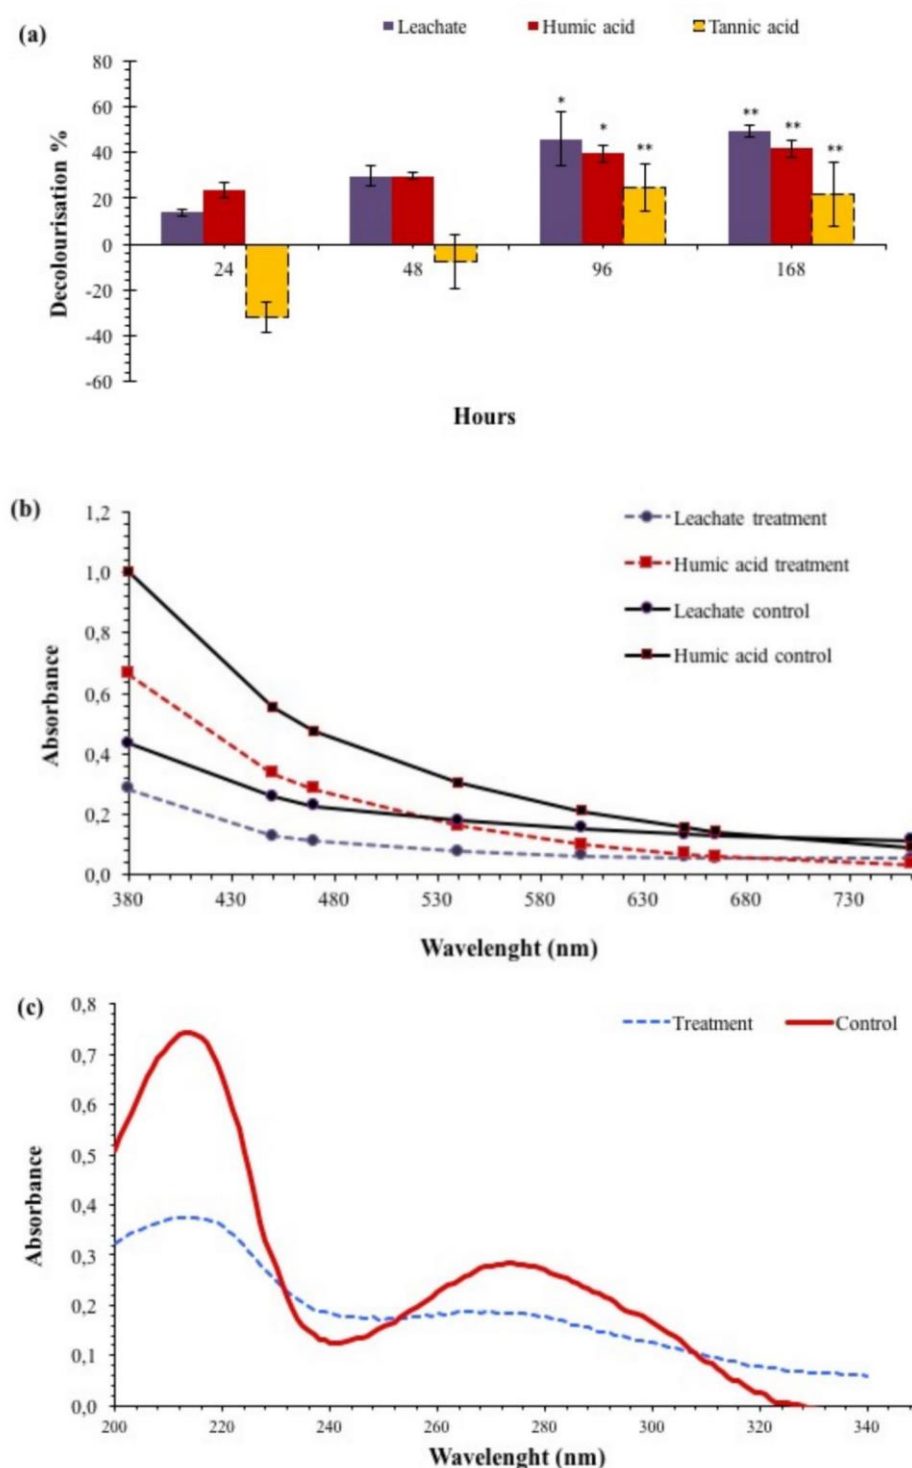 (a)
Leachate Humic acid Tannic acid
80
60
40
20
0
-20
-40
-60
Decolourisation %
* * **
** ** **
24 48 96 168
Hours
(b)
1,2
1,0
0,8
0,6
0,4
0,2
0,0
Absorbance
Leachate treatment
Humic acid treatment
Leachate control
Humic acid control
380 430 480 530 580 630 680 730
Wavelenght (nm)
(c)
Treatment Control
0,8
0,7
0,6
0,5
0,4
0,3
0,2
0,1
0,0
Absorbance
200 220 240 260 280 300 320 340
Wavelenght (nm)